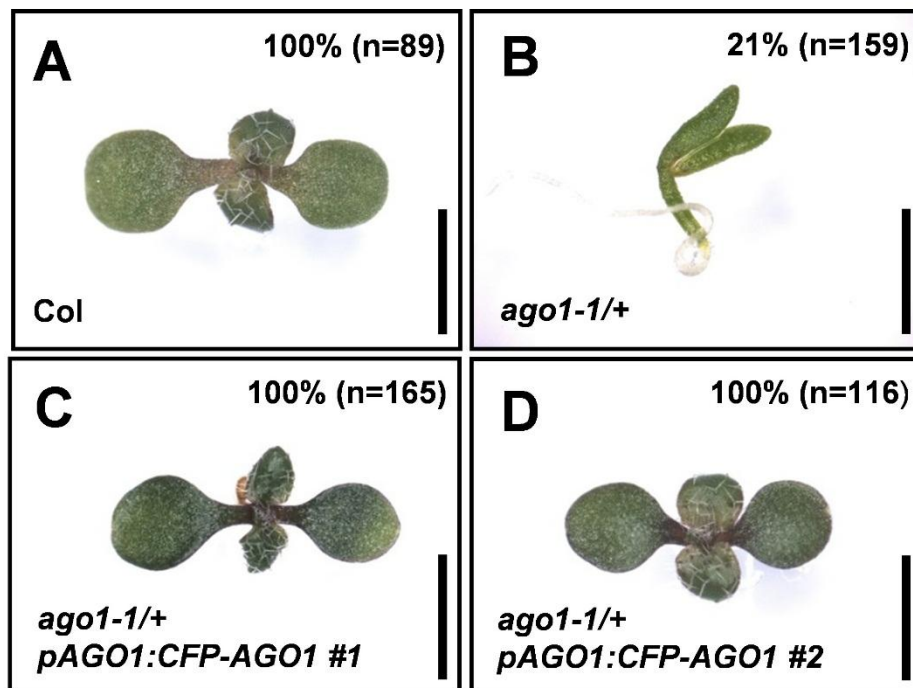 A
100% (n=89)
Col
B
21% (n=159)
ago1-1/+
C
100% (n=165)
ago1-1/+
pAGO1:CFP-AGO1 #1
D
100% (n=116)
ago1-1/+
pAGO1:CFP-AGO1 #2